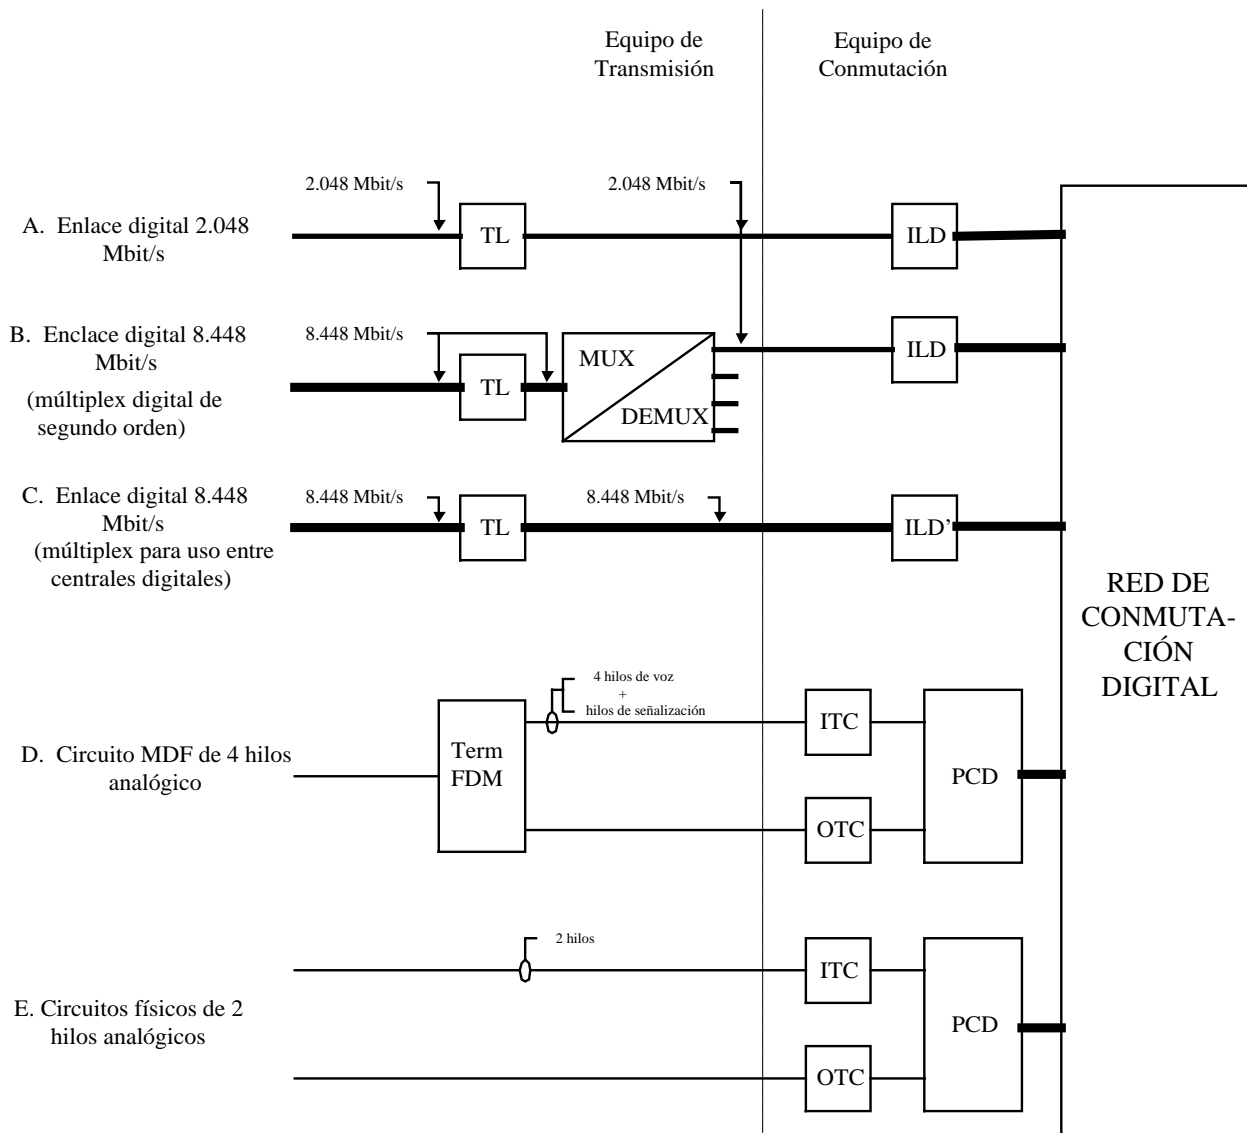 Equipo de
Transmisión
Equipo de
Conmutación
2.048 Mbit/s
2.048 Mbit/s
A. Enlace digital 2.048
Mbit/s
TL
ILD
B. Enclace digital 8.448
Mbit/s
(múltiplex digital de
segundo orden)
8.448 Mbit/s
TL
MUX
DEMUX
ILD
C. Enlace digital 8.448
Mbit/s
(múltiplex para uso entre
centrales digitales)
8.448 Mbit/s
8.448 Mbit/s
TL
ILD’
RED DE
CONMUTA-
CIÓN
DIGITAL
4 hilos de voz
+
hilos de señalización
D. Circuito MDF de 4 hilos
analógico
Term
FDM
ITC
OTC
PCD
2 hilos
E. Circuitos físicos de 2
hilos analógicos
ITC
OTC
PCD